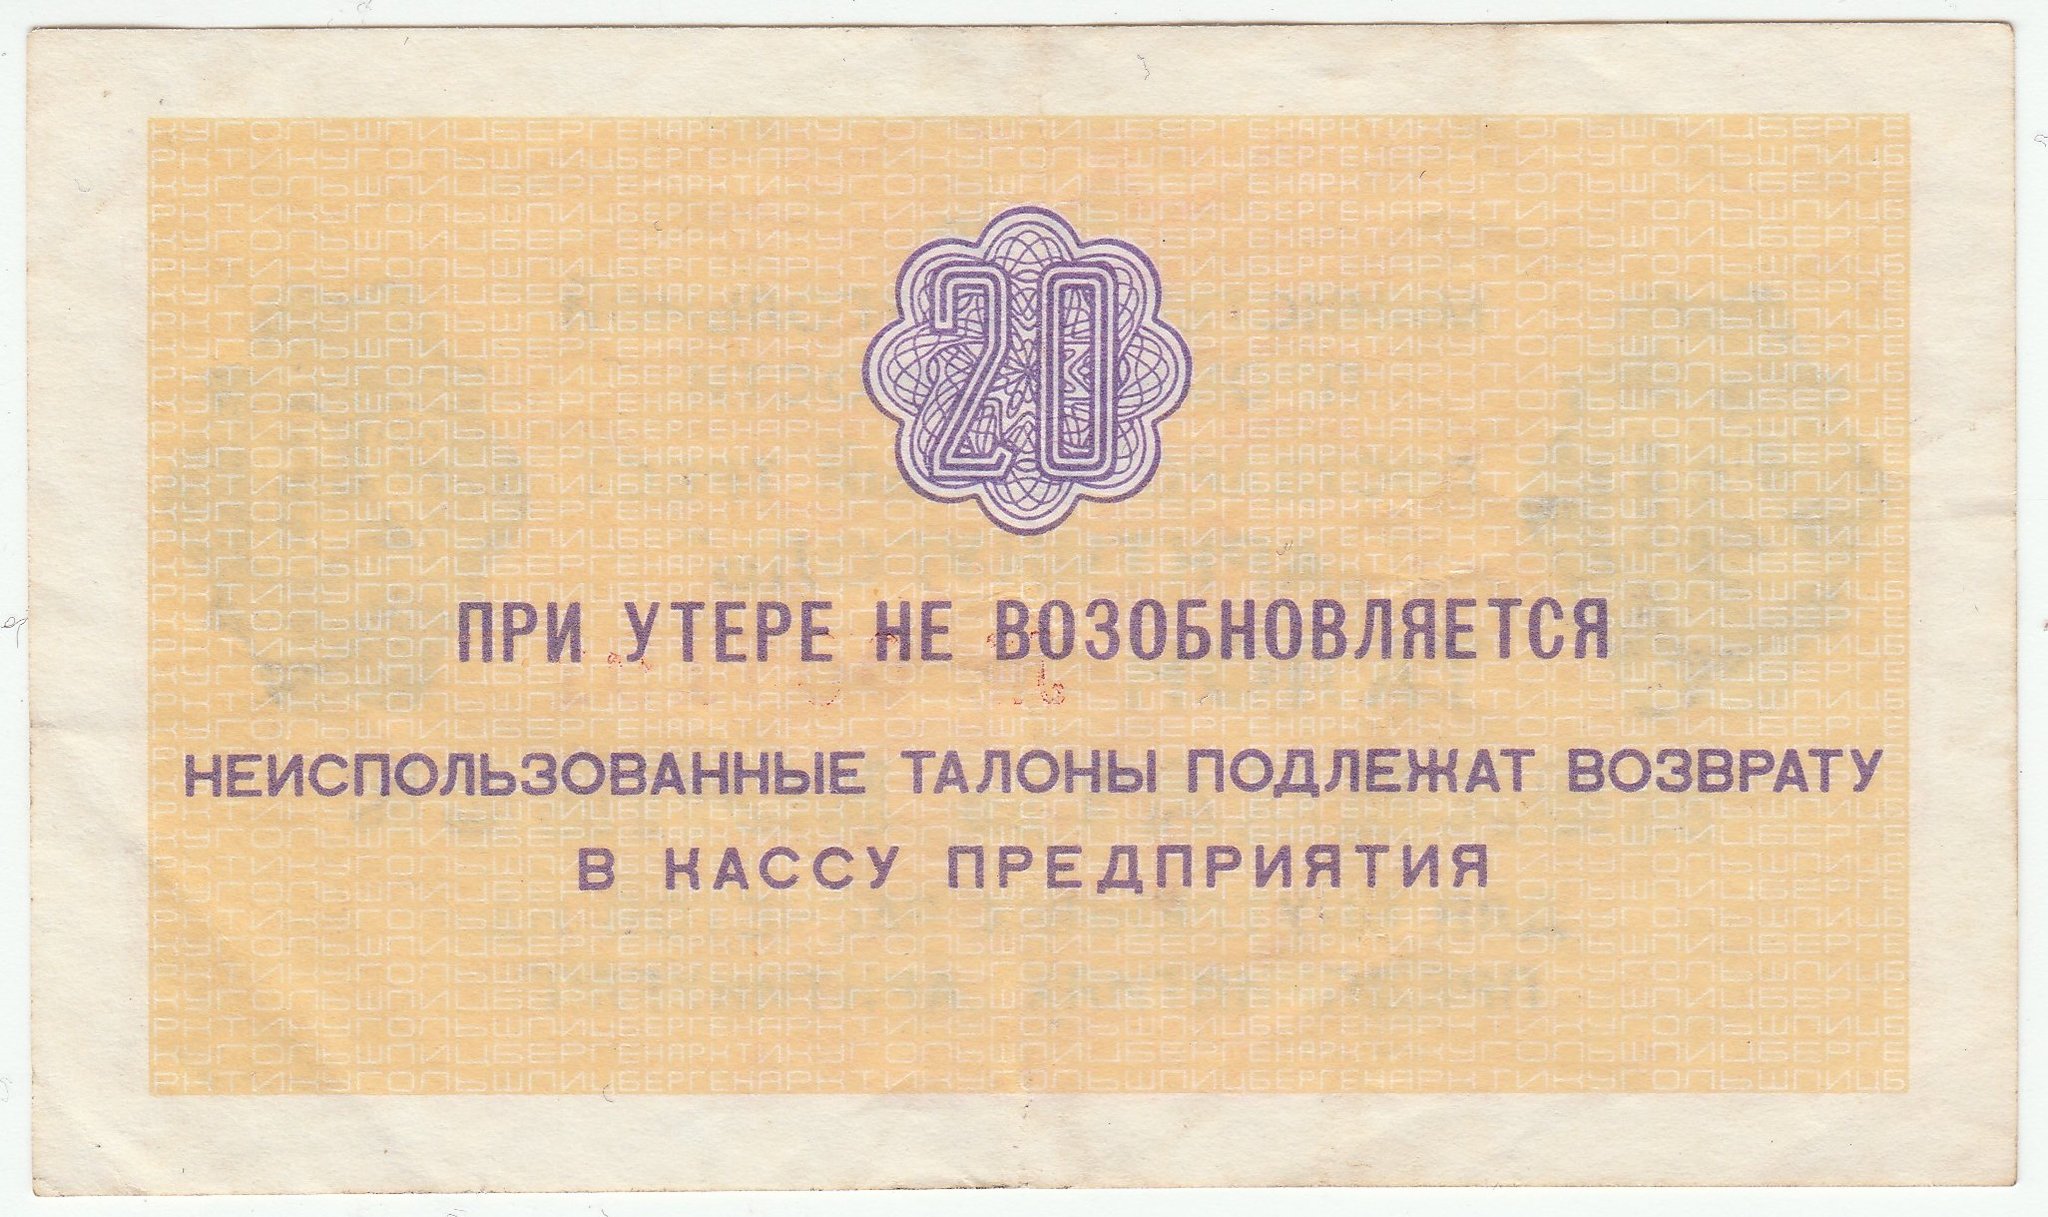 20
ПРИ УТЕРЕ НЕ ВОЗОБНОВЛЯЕТСЯ
НЕИСПОЛЬЗОВАННЫЕ ТАЛОНЫ ПОДЛЕЖАТ ВОЗВРАТУ
В КАССУ ПРЕДПРИЯТИЯ